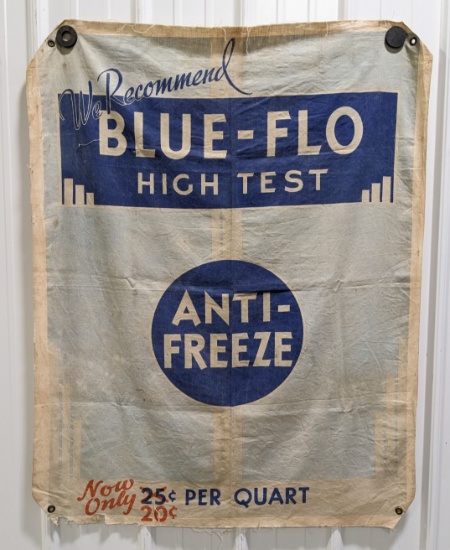 We Recommend
BLUE-FLO
HIGH TEST
ANTI-
FREEZE
Now
Only 25¢ PER QUART
20¢